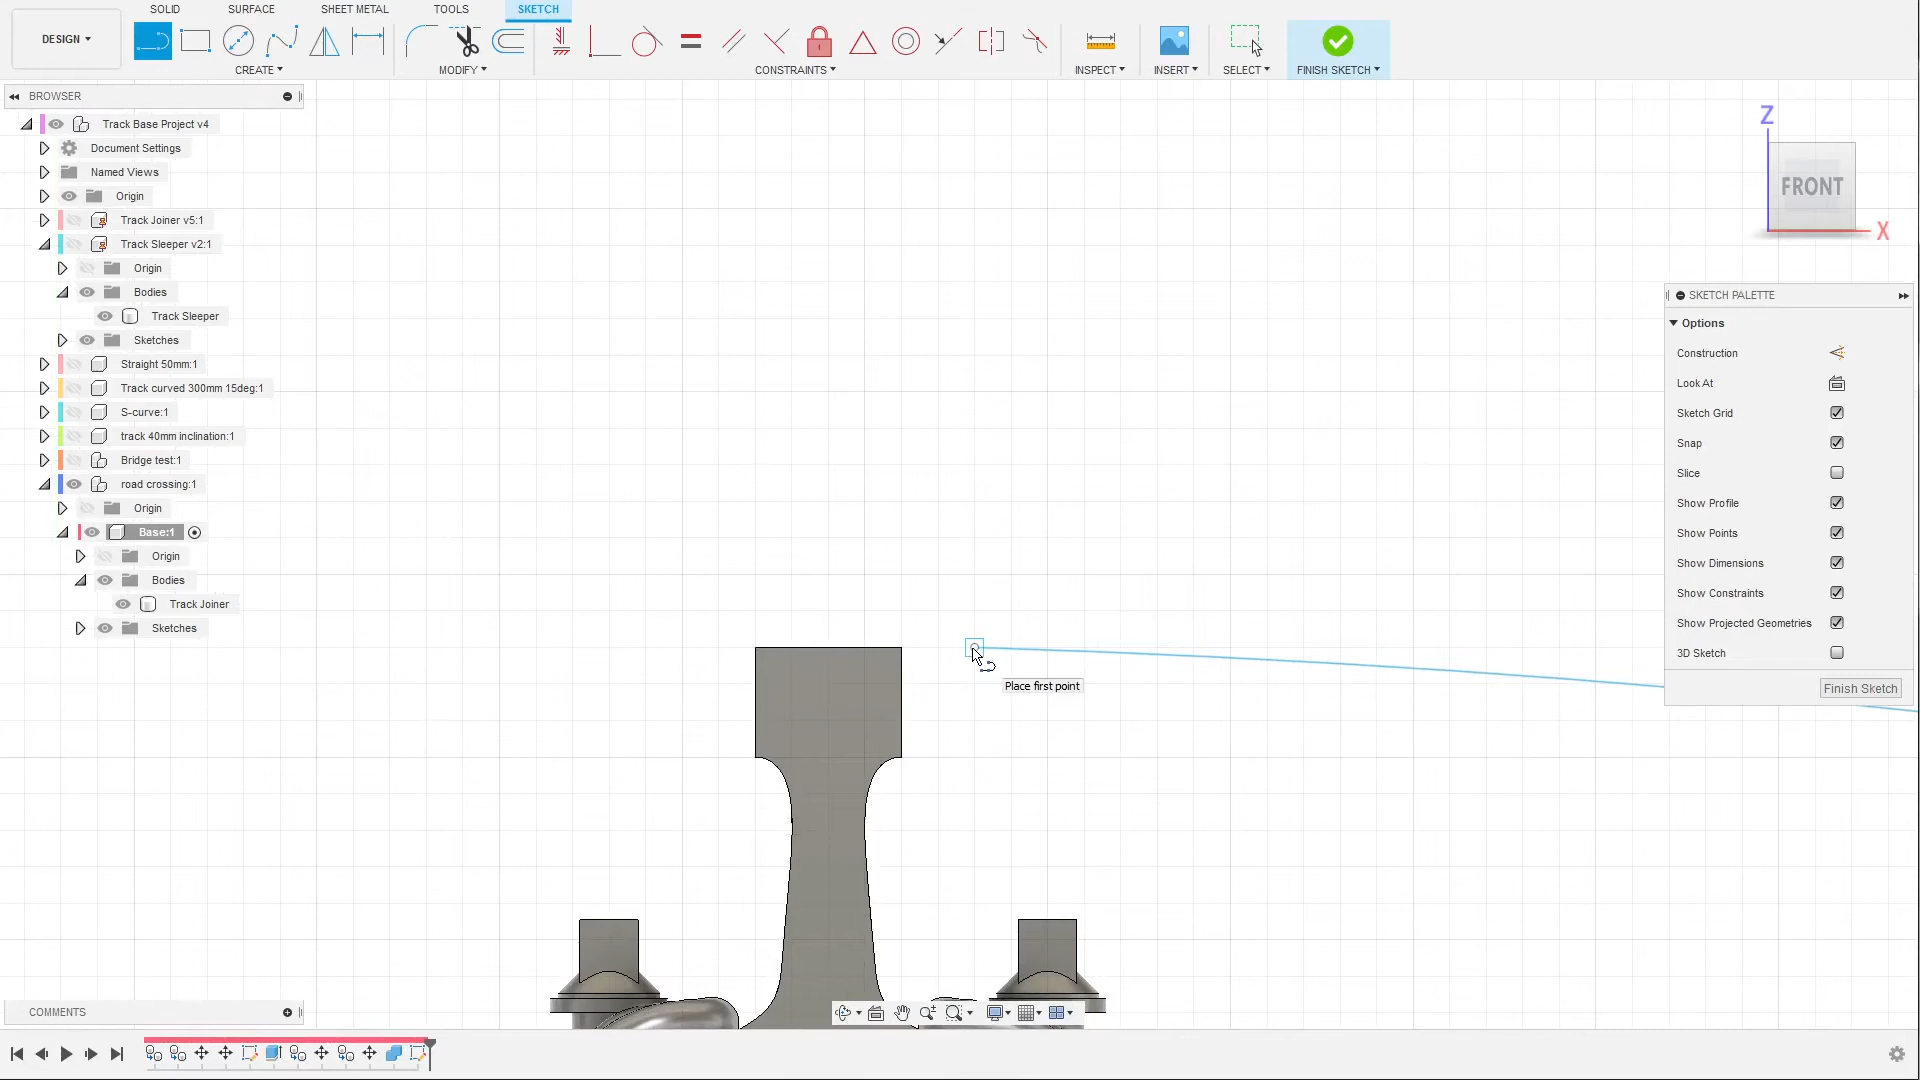 SOLID SURFACE SHEET METAL TOOLS SKETCH
DESIGN
CREATE MODIFY CONSTRAINTS INSPECT INSERT SELECT FINISH SKETCH
BROWSER
Track Base Project v4
Document Settings
Named Views
Origin
Track Joiner v5:1
Track Sleeper v2:1
Origin
Bodies
Track Sleeper
Sketches
Straight 50mm:1
Track curved 300mm 15deg:1
S-curve:1
track 40mm inclination:1
Bridge test:1
road crossing:1
Origin
Base:1
Origin
Bodies
Track Joiner
Sketches
Place first point
Z
FRONT
X
SKETCH PALETTE
Options
Construction
Look At
Sketch Grid
Snap
Slice
Show Profile
Show Points
Show Dimensions
Show Constraints
Show Projected Geometries
3D Sketch
Finish Sketch
COMMENTS